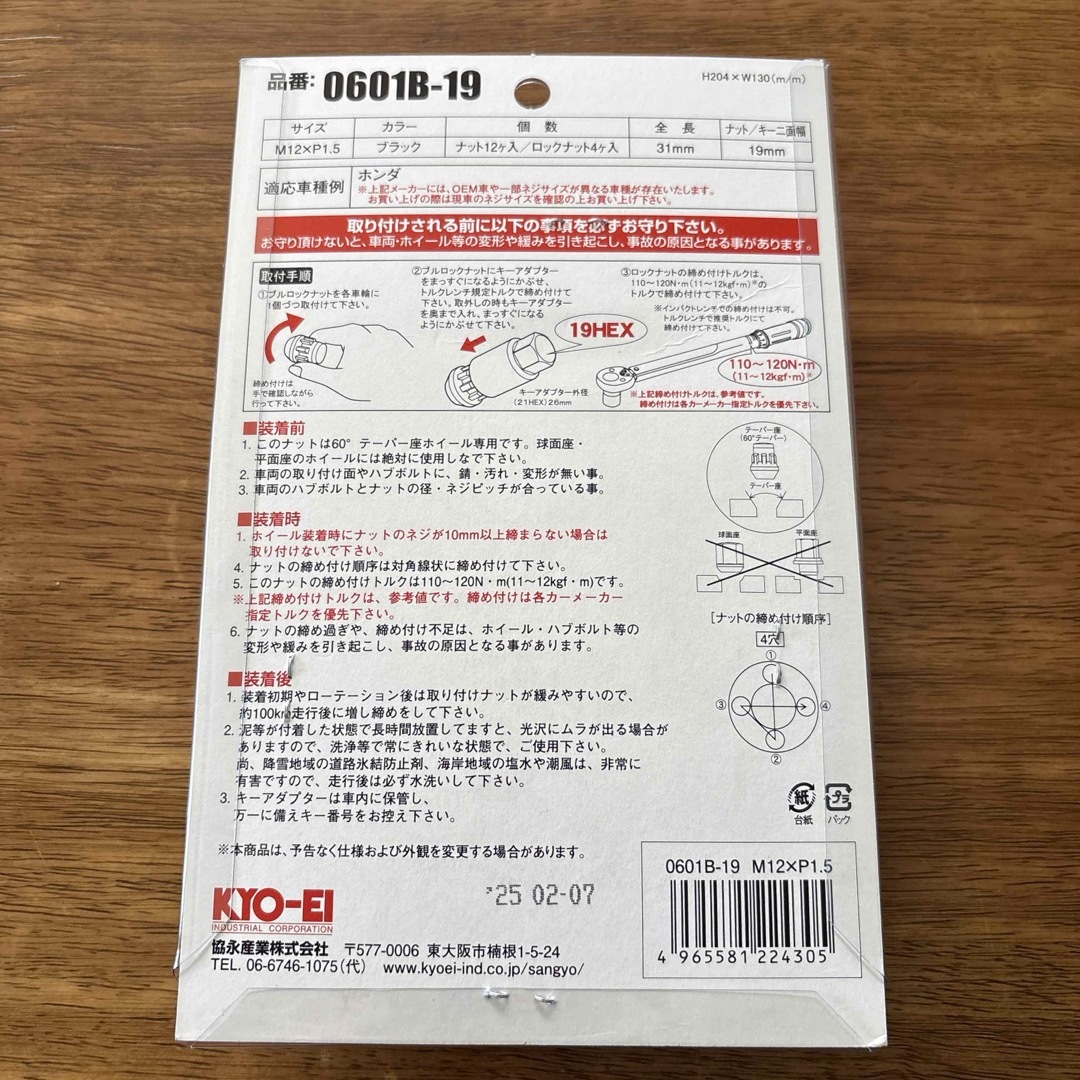 品番: 0601B-19
H204×W130(m/m)
サイズ カラー 個 数 全 長 ナット/キー二面幅
M12×P1.5 ブラック ナット12ヶ入/ロックナット4ヶ入 31mm 19mm
適応車種例 ホンダ
※上記メーカーには、OEM車や一部ネジサイズが異なる車種が存在いたします。
お買い上げの際は現車のネジサイズを確認の上お買い上げ下さい。
取り付けされる前に以下の事項を必ずお守り下さい。
お守り頂けないと、車両・ホイール等の変形や緩みを引き起こし、事故の原因となる事があります。
取付手順
①ブルロックナットを各車輪に
1個づつ取付けて下さい。
締め付けは
手で確認しながら
行って下さい。
②ブルロックナットにキーアダプター
をまっすぐになるようにかぶせ、
トルクレンチ規定トルクで締め付けて
下さい。取外しの時もキーアダプター
を奥まで入れ、まっすぐになる
ようにかぶせて下さい。
19HEX
キーアダプター外径
(21HEX)26mm
③ロックナットの締め付けトルクは、
110〜120N・m(11〜12kgf・m)※の
トルクで締め付けて下さい。
※インパクトレンチでの締め付けは不可。
トルクレンチで推奨トルクにて
締め付けて下さい。
110〜120N・m
(11〜12kgf・m)※
※上記締め付けトルクは、参考値です。
締め付けは各カーメーカー指定トルクを優先下さい。
■装着前
1. このナットは60°テーパー座ホイール専用です。球面座・
平面座のホイールには絶対に使用しなで下さい。
2. 車両の取り付け面やハブボルトに、錆・汚れ・変形が無い事。
3. 車両のハブボルトとナットの径・ネジピッチが合っている事。
テーパー座
(60°テーパー)
テーパー座
球面座 平面座
■装着時
1. ホイール装着時にナットのネジが10mm以上締まらない場合は
取り付けないで下さい。
4. ナットの締め付け順序は対角線状に締め付けて下さい。
5. このナットの締め付けトルクは110〜120N・m(11〜12kgf・m)です。
※上記締め付けトルクは、参考値です。締め付けは各カーメーカー
指定トルクを優先下さい。
6. ナットの締め過ぎや、締め付け不足は、ホイール・ハブボルト等の
変形や緩みを引き起こし、事故の原因となる事があります。
[ナットの締め付け順序]
4穴
①
③ ④
②
■装着後
1. 装着初期やローテーション後は取り付けナットが緩みやすいので、
約100km走行後に増し締めをして下さい。
2. 泥等が付着した状態で長時間放置してますと、光沢にムラが出る場合が
ありますので、洗浄等で常にきれいな状態で、ご使用下さい。
尚、降雪地域の道路氷結防止剤、海岸地域の塩水や潮風は、非常に
有害ですので、走行後は必ず水洗いして下さい。
3. キーアダプターは車内に保管し、
万一に備えキー番号をお控え下さい。
紙 プラ
台紙 パック
※本商品は、予告なく仕様および外観を変更する場合があります。
'25 02-07
KYO-EI
INDUSTRIAL CORPORATION
協永産業株式会社 〒577-0006 東大阪市楠根1-5-24
TEL. 06-6746-1075(代) www.kyoei-ind.co.jp/sangyo/
0601B-19 M12×P1.5
4 965581 224305